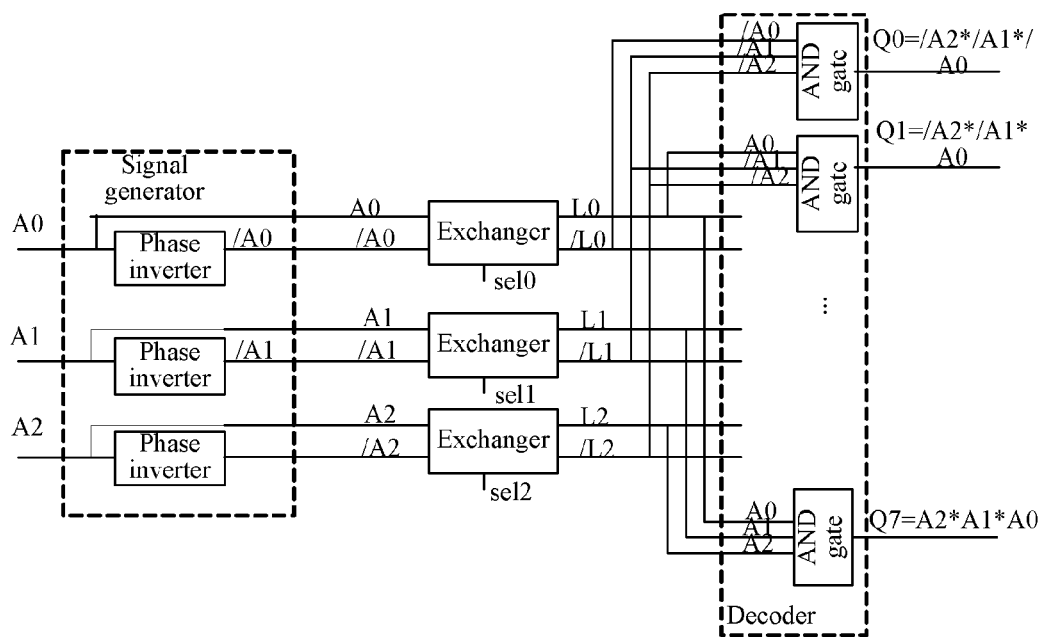 /A0
/A1
/A2
AND
gatc
Q0=/A2*/A1*/
A0
A0
/A1
/A2
AND
gatc
Q1=/A2*/A1*
A0
Signal
generator
A0
Phase
inverter
/A0
A0
/A0
Exchanger
sel0
L0
/L0
A1
Phase
inverter
/A1
A1
/A1
Exchanger
sel1
L1
/L1
...
A2
Phase
inverter
A2
/A2
Exchanger
sel2
L2
/L2
A0
A1
A2
AND
gate
Q7=A2*A1*A0
Decoder